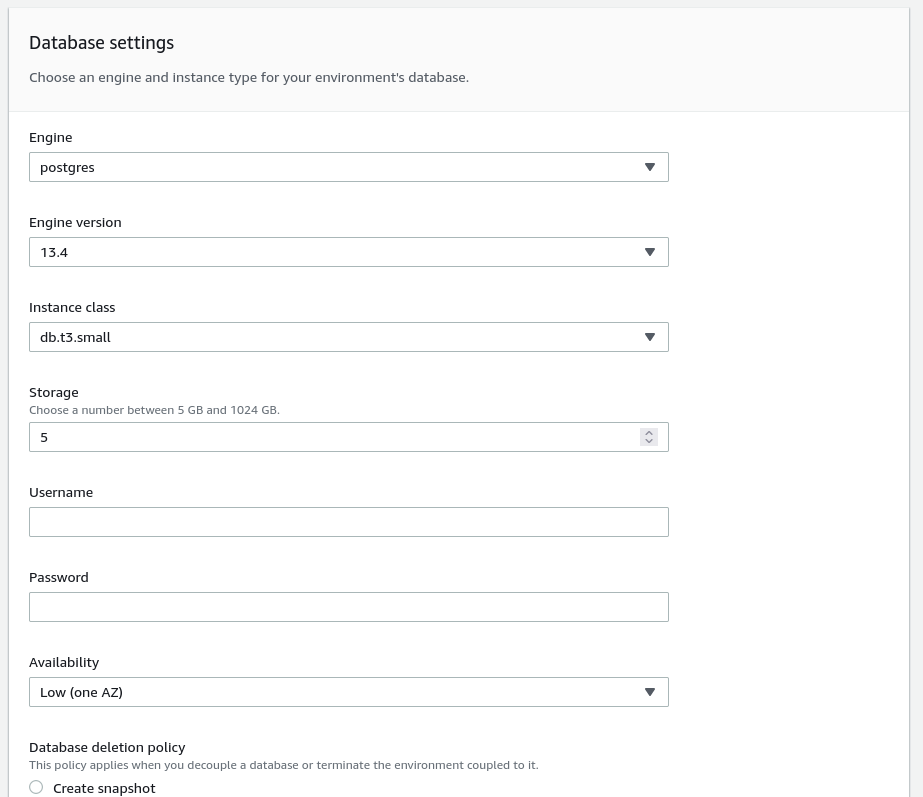 Database settings
Choose an engine and instance type for your environment's database.
Engine
postgres
Engine version
13.4
Instance class
db.t3.small
Storage
Choose a number between 5 GB and 1024 GB.
5
Username
Password
Availability
Low (one AZ)
Database deletion policy
This policy applies when you decouple a database or terminate the environment coupled to it.
Create snapshot